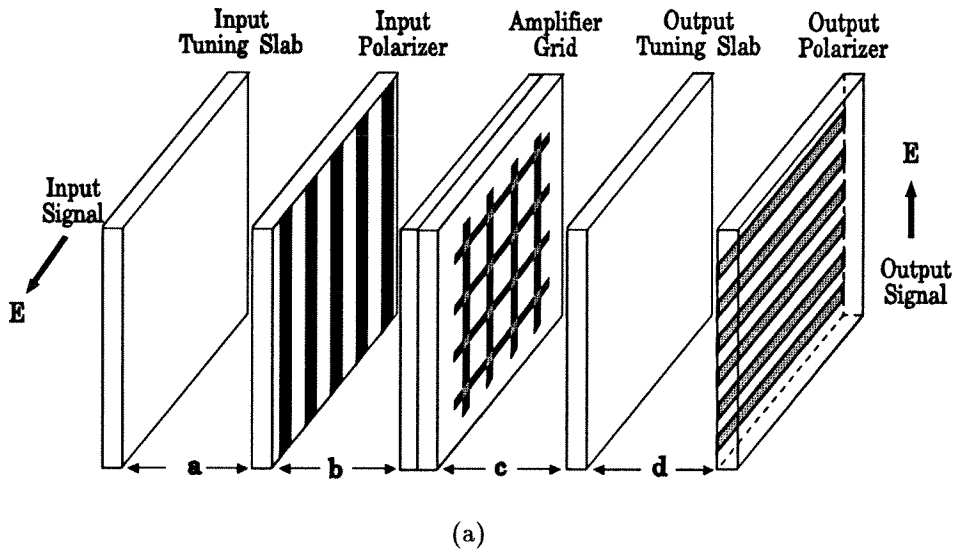 Input
Tuning Slab
Input
Polarizer
Amplifier
Grid
Output
Tuning Slab
Output
Polarizer
Input
Signal
E
E
Output
Signal
a
b
c
d
(a)